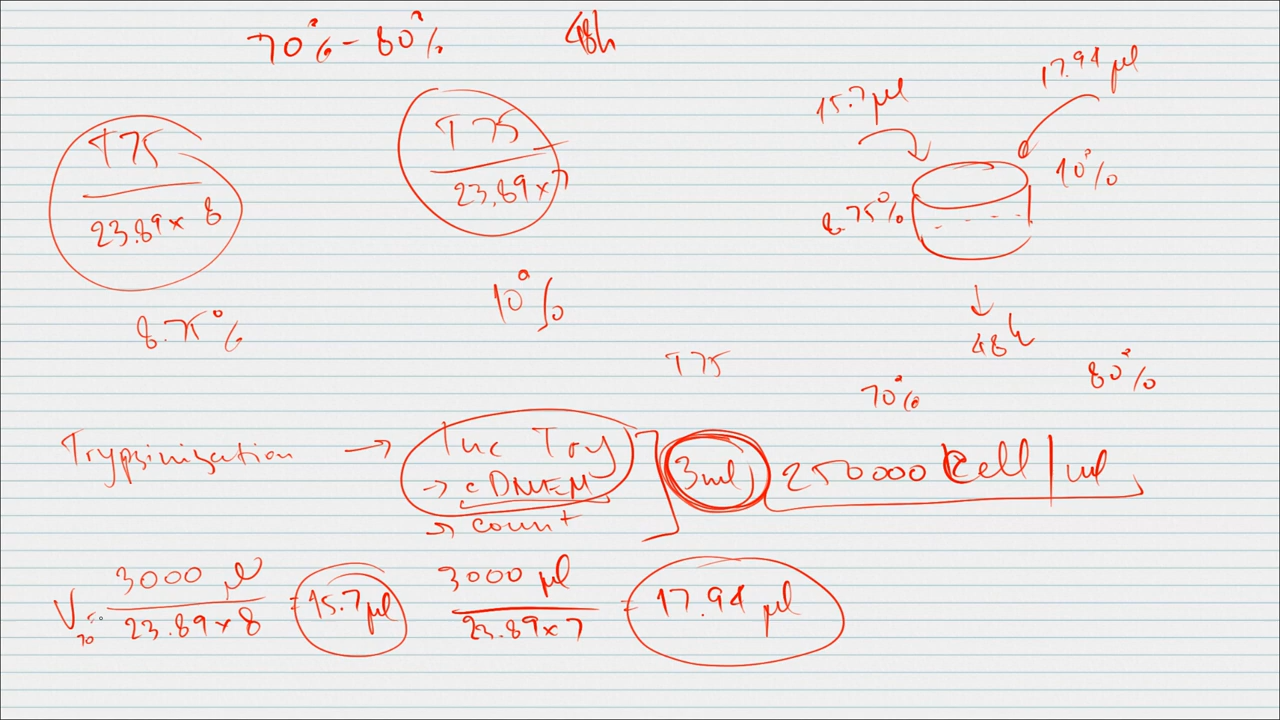 70% - 80% 48h
T75
23.89 x 8
8.75%
T75
23.89 x 7
10%
15.7 µl
17.94 µl
8.75%
10%
48h
70%
80%
T75
Trypsinization → 1mc Try
→ cDMEM
→ count
3ml
250000 cell / ml
V70% = 3000 µl / 23.89 x 8 = 15.7 µl
3000 µl / 23.89 x 7 = 17.94 µl